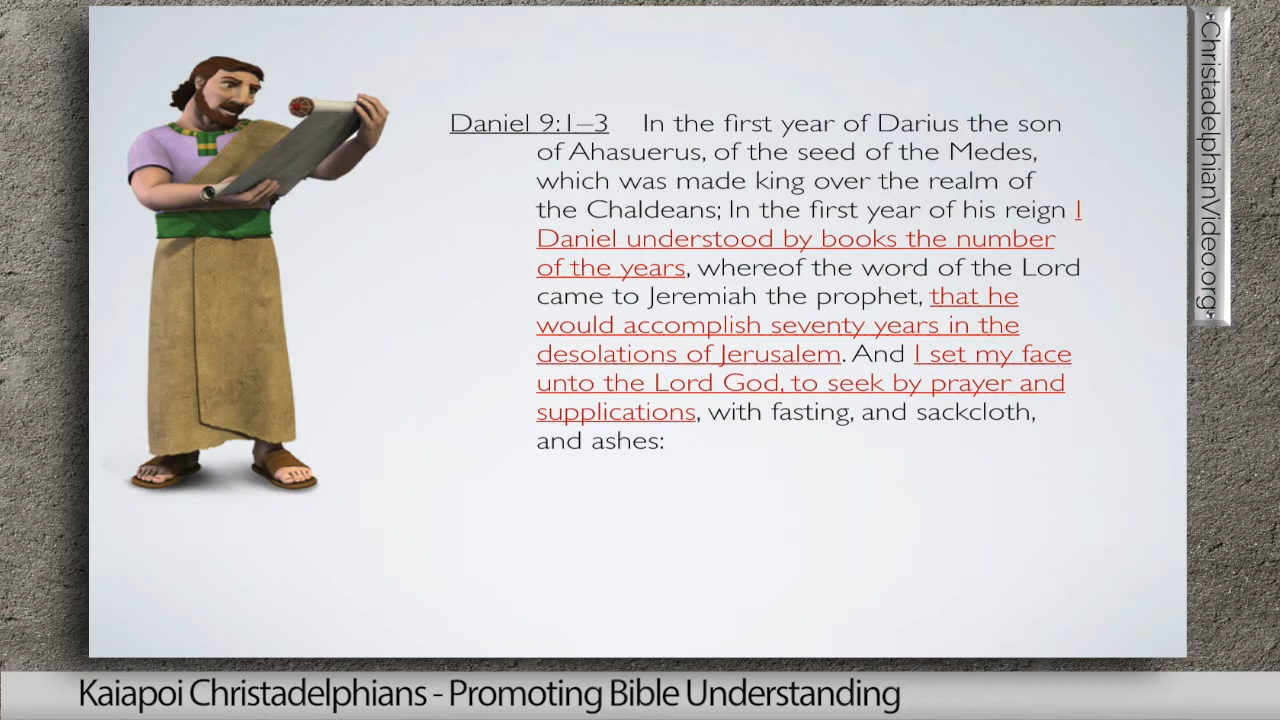 Daniel 9:1–3 In the first year of Darius the son
of Ahasuerus, of the seed of the Medes,
which was made king over the realm of
the Chaldeans; In the first year of his reign I
Daniel understood by books the number
of the years, whereof the word of the Lord
came to Jeremiah the prophet, that he
would accomplish seventy years in the
desolations of Jerusalem. And I set my face
unto the Lord God, to seek by prayer and
supplications, with fasting, and sackcloth,
and ashes:
•ChristadelphianVideo.org•
Kaiapoi Christadelphians - Promoting Bible Understanding